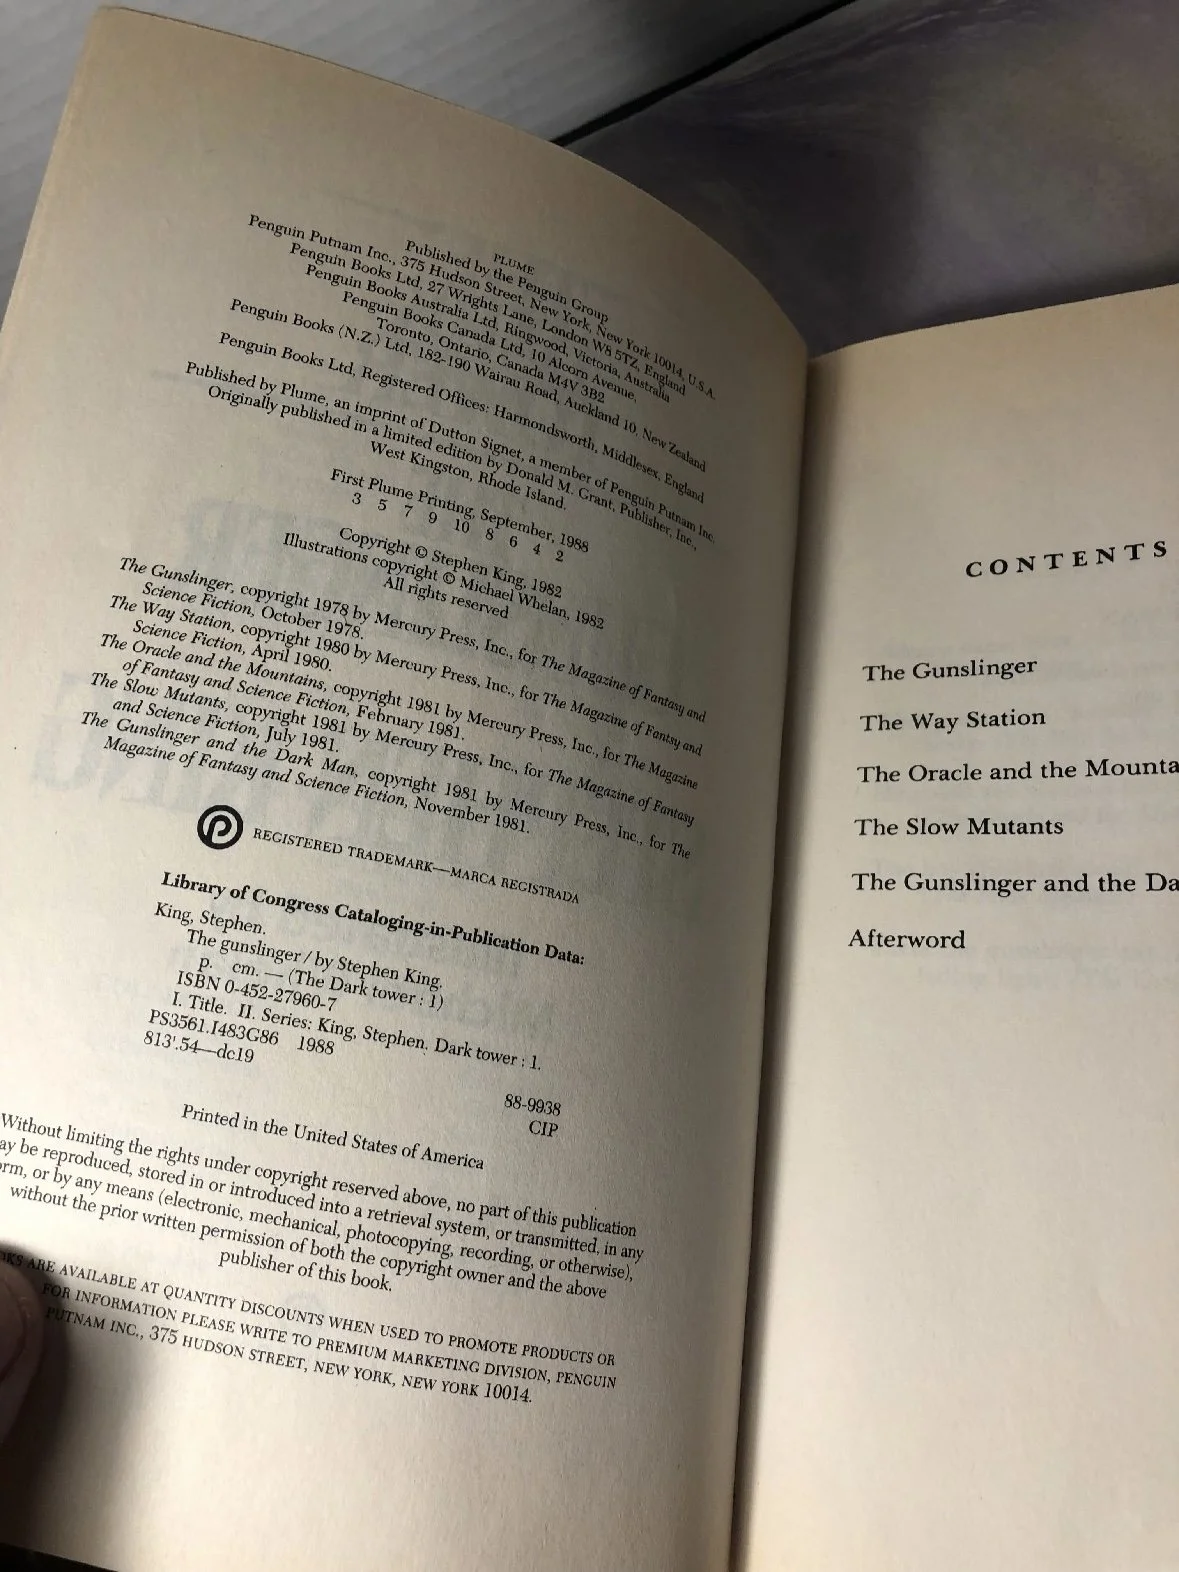 PLUME
Published by the Penguin Group
Penguin Putnam Inc., 375 Hudson Street, New York, New York 10014, U.S.A.
Penguin Books Ltd, 27 Wrights Lane, London W8 5TZ, England
Penguin Books Australia Ltd, Ringwood, Victoria, Australia
Penguin Books Canada Ltd, 10 Alcorn Avenue,
Toronto, Ontario, Canada M4V 3B2
Penguin Books (N.Z.) Ltd, 182-190 Wairau Road, Auckland 10, New Zealand
Penguin Books Ltd, Registered Offices: Harmondsworth, Middlesex, England
Published by Plume, an imprint of Dutton Signet, a member of Penguin Putnam Inc.
Originally published in a limited edition by Donald M. Grant, Publisher, Inc.,
West Kingston, Rhode Island.
First Plume Printing, September, 1988
3 5 7 9 10 8 6 4 2
Copyright © Stephen King, 1982
Illustrations copyright © Michael Whelan, 1982
All rights reserved
The Gunslinger, copyright 1978 by Mercury Press, Inc., for The Magazine of Fantasy and
Science Fiction, October 1978.
The Way Station, copyright 1980 by Mercury Press, Inc., for The Magazine of Fantsy and
Science Fiction, April 1980.
The Oracle and the Mountains, copyright 1981 by Mercury Press, Inc., for The Magazine
of Fantasy and Science Fiction, February 1981.
The Slow Mutants, copyright 1981 by Mercury Press, Inc., for The Magazine of Fantasy
and Science Fiction, July 1981.
The Gunslinger and the Dark Man, copyright 1981 by Mercury Press, Inc., for The
Magazine of Fantasy and Science Fiction, November 1981.
REGISTERED TRADEMARK—MARCA REGISTRADA
Library of Congress Cataloging-in-Publication Data:
King, Stephen.
The gunslinger / by Stephen King.
p. cm. — (The Dark tower : 1)
ISBN 0-452-27960-7
I. Title. II. Series: King, Stephen. Dark tower : 1.
PS3561.I483G86 1988
813'.54—dc19
88-9938
CIP
Printed in the United States of America
Without limiting the rights under copyright reserved above, no part of this publication
ay be reproduced, stored in or introduced into a retrieval system, or transmitted, in any
rm, or by any means (electronic, mechanical, photocopying, recording, or otherwise),
without the prior written permission of both the copyright owner and the above
publisher of this book.
ARE AVAILABLE AT QUANTITY DISCOUNTS WHEN USED TO PROMOTE PRODUCTS OR
FOR INFORMATION PLEASE WRITE TO PREMIUM MARKETING DIVISION, PENGUIN
PUTNAM INC., 375 HUDSON STREET, NEW YORK, NEW YORK 10014.
CONTENTS
The Gunslinger
The Way Station
The Oracle and the Mounta
The Slow Mutants
The Gunslinger and the Da
Afterword